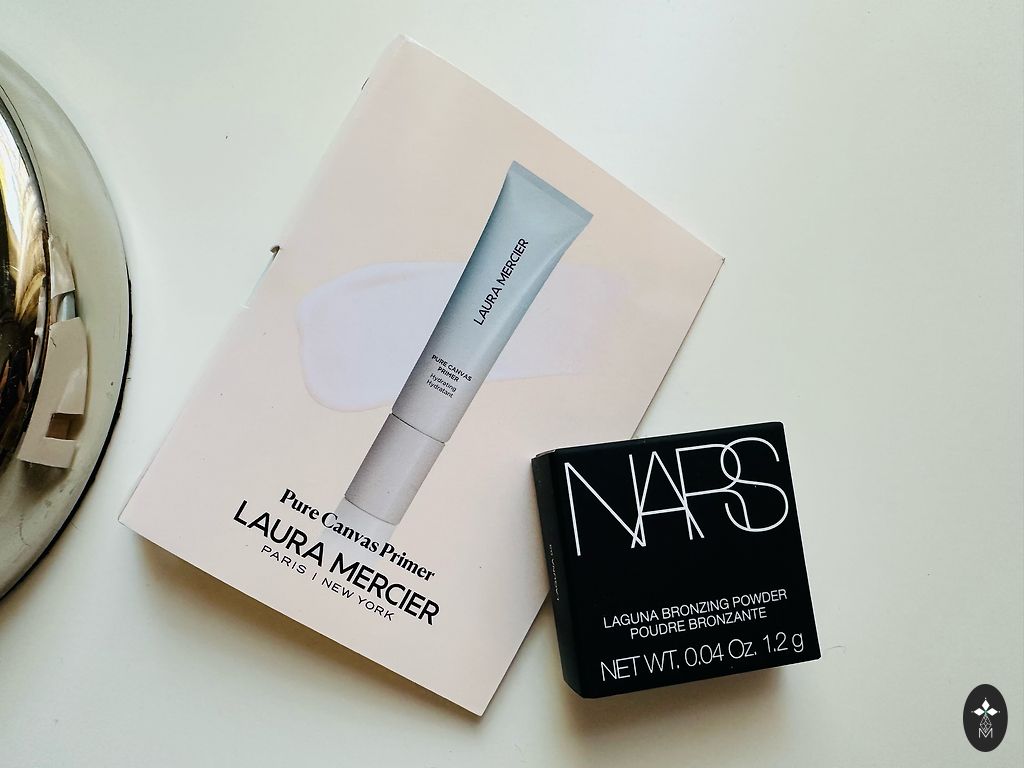 LAURA MERCIER
PURE CANVAS
PRIMER
Hydrating
Hydratant
Pure Canvas Primer
LAURA MERCIER
PARIS | NEW YORK
NARS
LAGUNA BRONZING POWDER
POUDRE BRONZANTE
NET WT. 0.04 Oz. 1.2 g
M